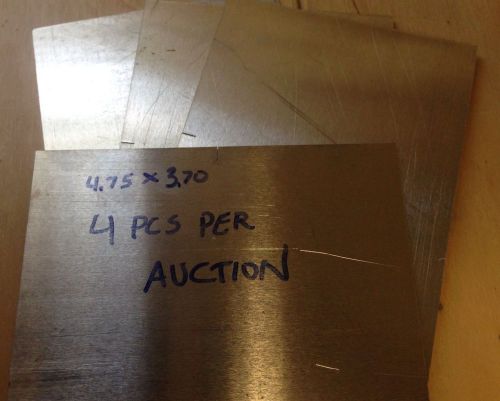 4.75 x 3.70
4 PCS PER
AUCTION